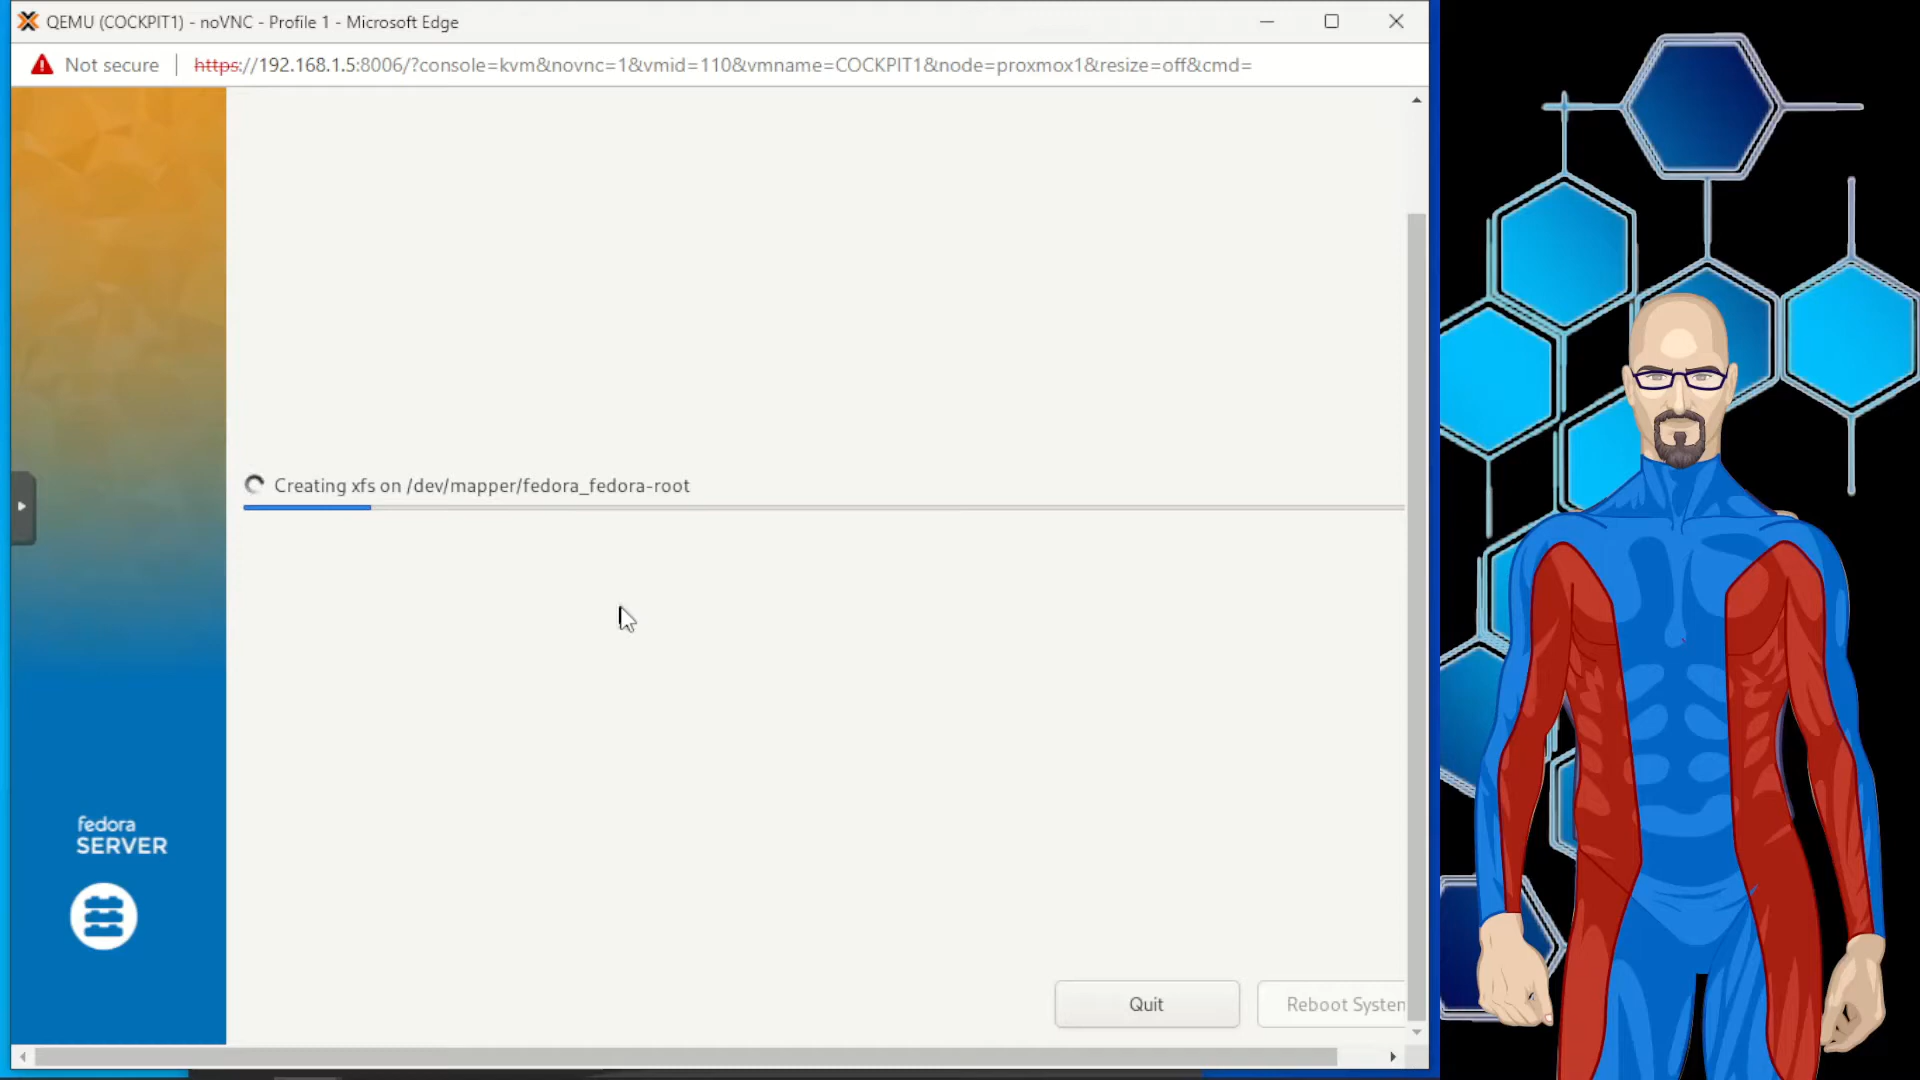 QEMU (COCKPIT1) - noVNC - Profile 1 - Microsoft Edge
Not secure
https://192.168.1.5:8006/?console=kvm&novnc=1&vmid=110&vmname=COCKPIT1&node=proxmox1&resize=off&cmd=
Creating xfs on /dev/mapper/fedora_fedora-root
fedora
SERVER
Quit
Reboot System